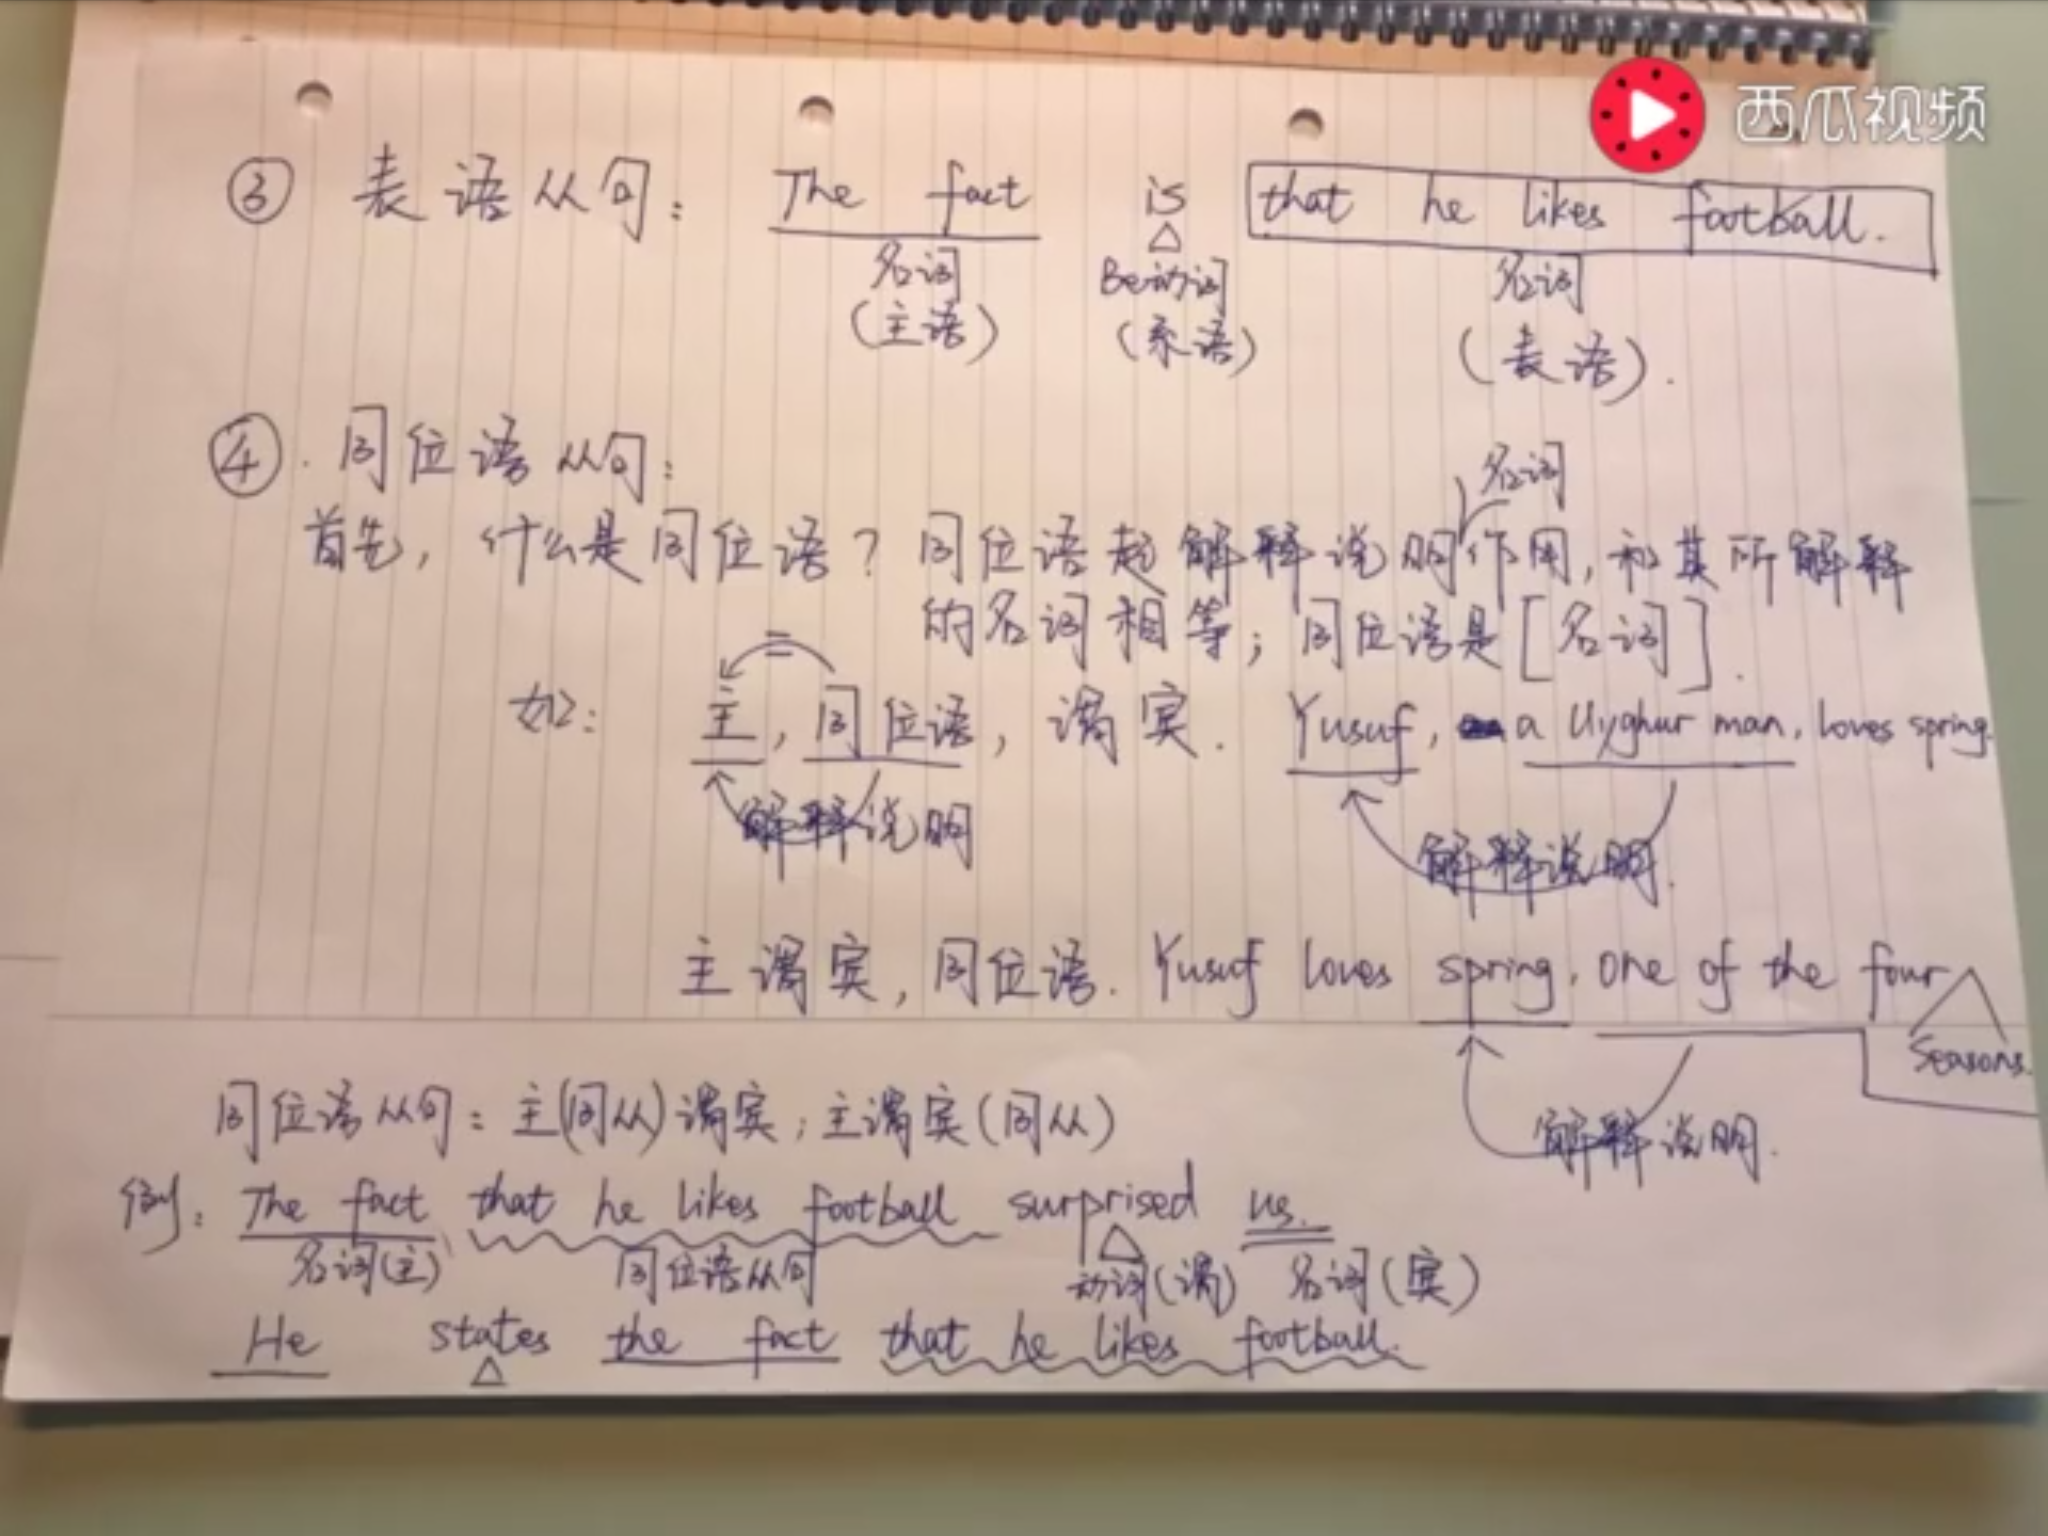 西瓜视频
③ 表语从句: The fact is that he likes football.
名词 Be动词 名词
(主语) (系语) (表语).
④. 同位语从句:
名词
首先, 什么是同位语? 同位语起解释说明作用, 和其所解释
的名词相等; 同位语是[名词].
=
如: 主, 同位语, 谓宾. Yusuf, a Uyghur man, loves spring.
解释说明 解释说明.
主谓宾, 同位语. Yusuf loves spring, one of the four
seasons.
解释说明.
同位语从句: 主(同从)谓宾; 主谓宾(同从)
例: The fact that he likes football surprised us.
名词(主) 同位语从句 动词(谓) 名词(宾)
He states the fact that he likes football.